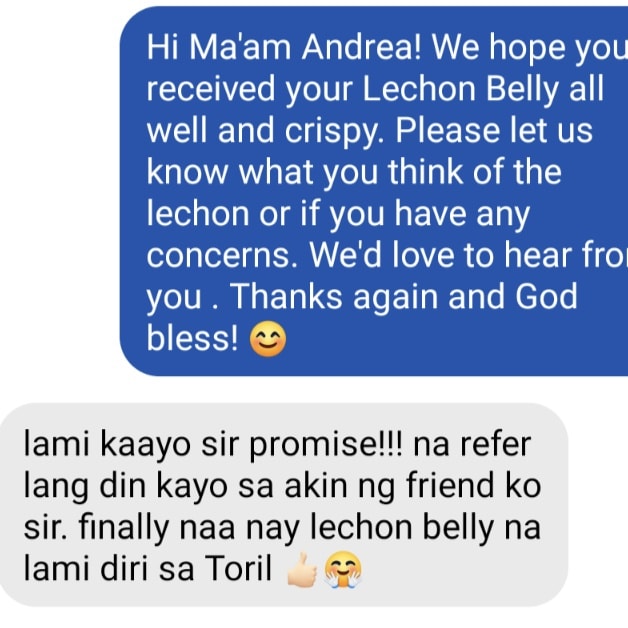 Hi Ma'am Andrea! We hope you
received your Lechon Belly all
well and crispy. Please let us
know what you think of the
lechon or if you have any
concerns. We'd love to hear fro
you . Thanks again and God
bless! 😊
lami kaayo sir promise!!! na refer
lang din kayo sa akin ng friend ko
sir. finally naa nay lechon belly na
lami diri sa Toril 👍🏻🤗